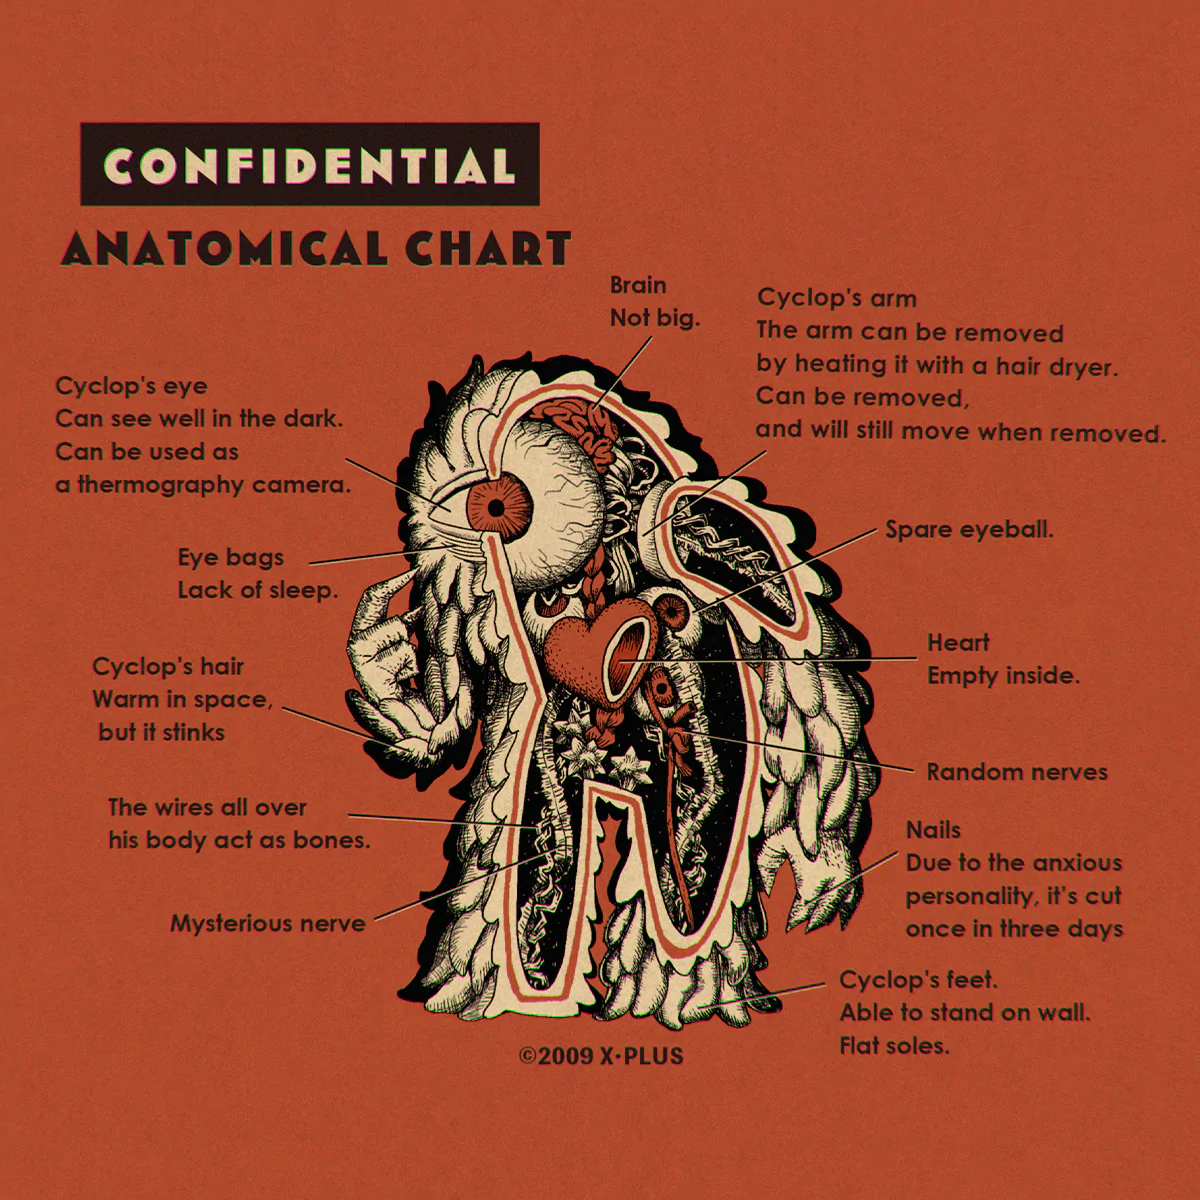 CONFIDENTIAL
ANATOMICAL CHART
Brain
Not big.
Cyclop's arm
The arm can be removed
by heating it with a hair dryer.
Can be removed,
and will still move when removed.
Cyclop's eye
Can see well in the dark.
Can be used as
a thermography camera.
Spare eyeball.
Eye bags
Lack of sleep.
Heart
Empty inside.
Cyclop's hair
Warm in space,
but it stinks
Random nerves
The wires all over
his body act as bones.
Nails
Due to the anxious
personality, it's cut
once in three days
Mysterious nerve
Cyclop's feet.
Able to stand on wall.
Flat soles.
©2009 X·PLUS